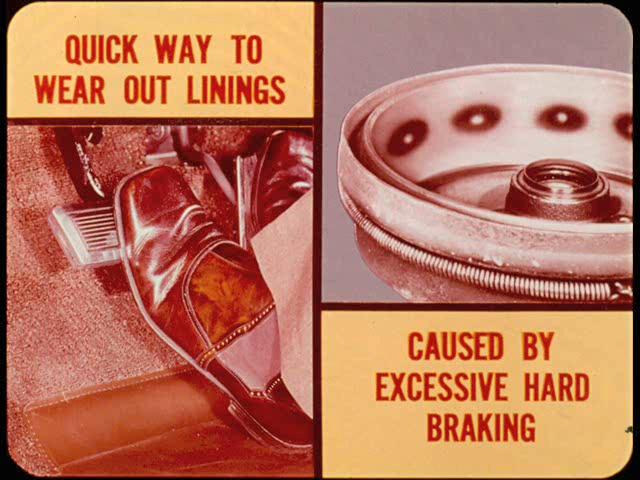 QUICK WAY TO
WEAR OUT LININGS
CAUSED BY
EXCESSIVE HARD
BRAKING